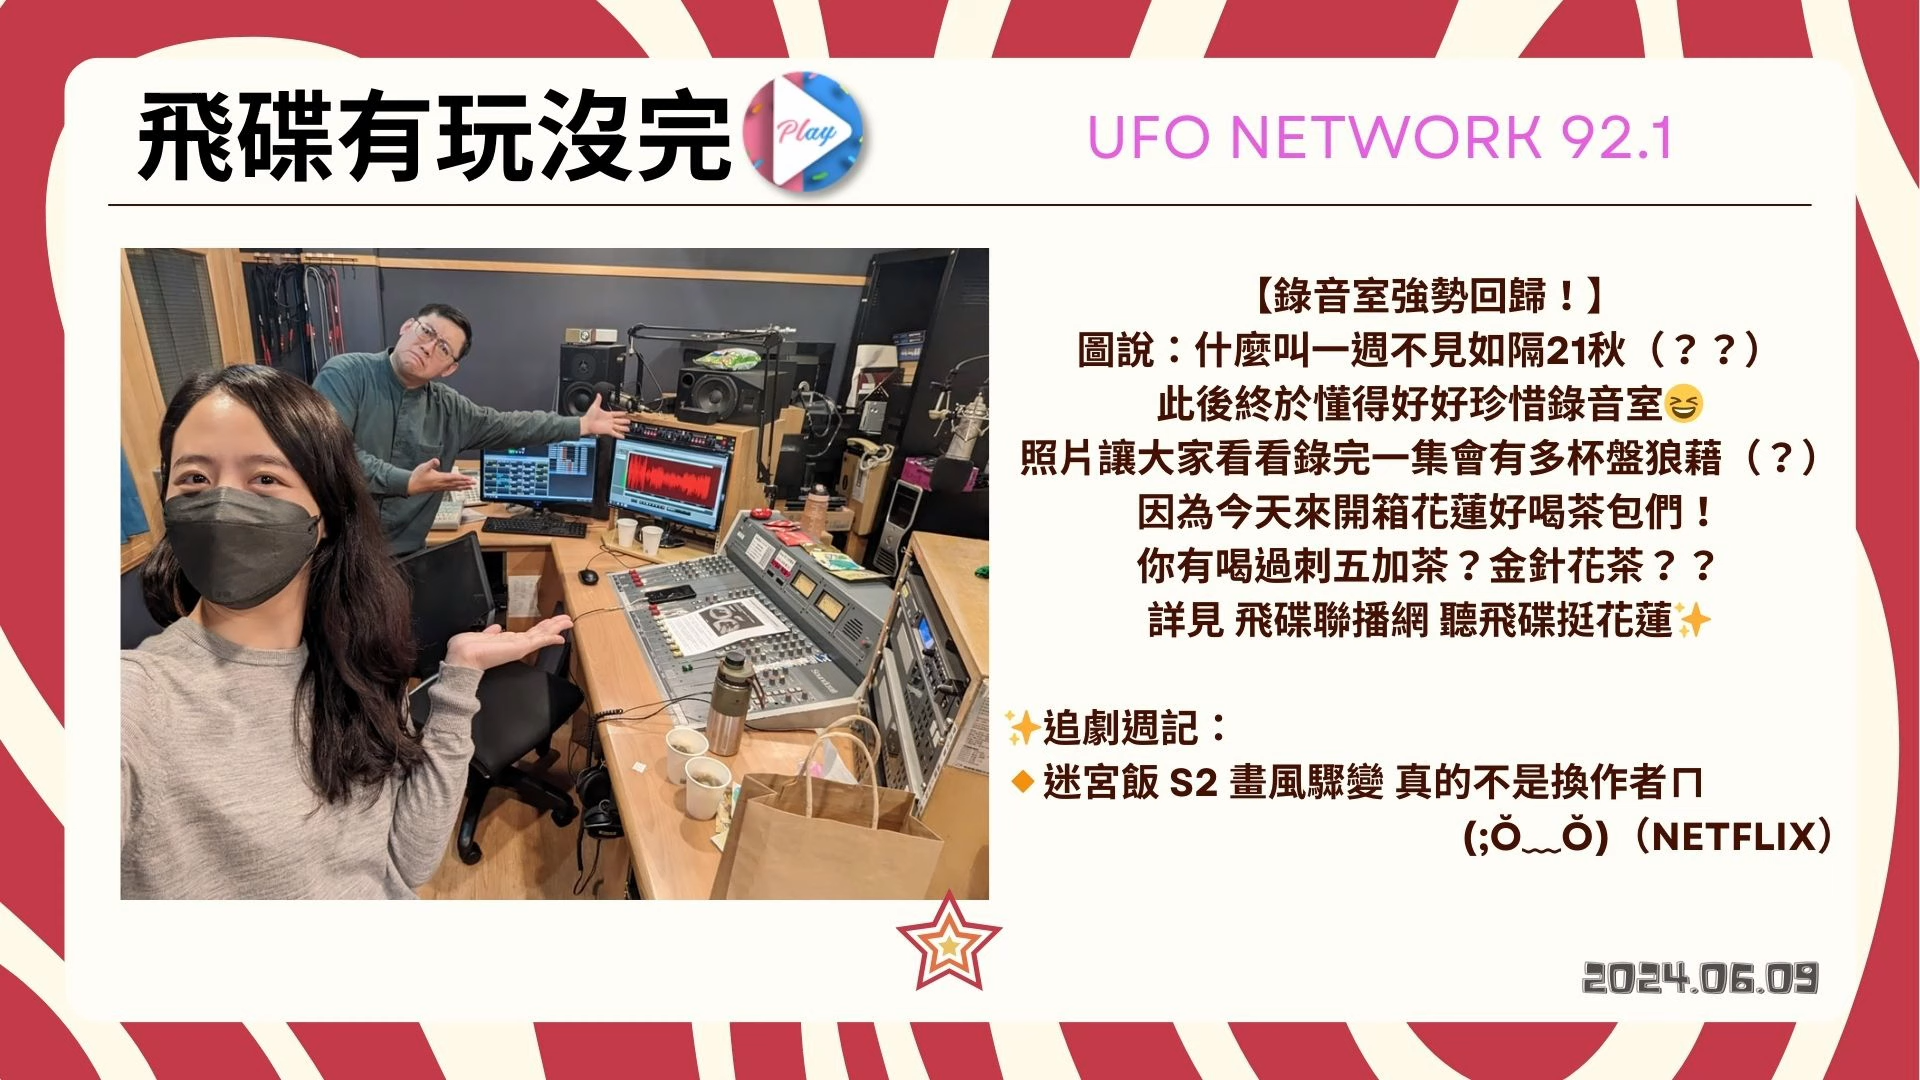 飛碟有玩沒完
Play
UFO NETWORK 92.1
【錄音室強勢回歸！】
圖說：什麼叫一週不見如隔21秋（？？）
此後終於懂得好好珍惜錄音室😆
照片讓大家看看錄完一集會有多杯盤狼藉（？）
因為今天來開箱花蓮好喝茶包們！
你有喝過刺五加茶？金針花茶？？
詳見 飛碟聯播網 聽飛碟挺花蓮✨
✨追劇週記：
🔸迷宮飯 S2 畫風驟變 真的不是換作者ㄇ
(;Ŏ﹏Ŏ)（NETFLIX）
2024.06.09